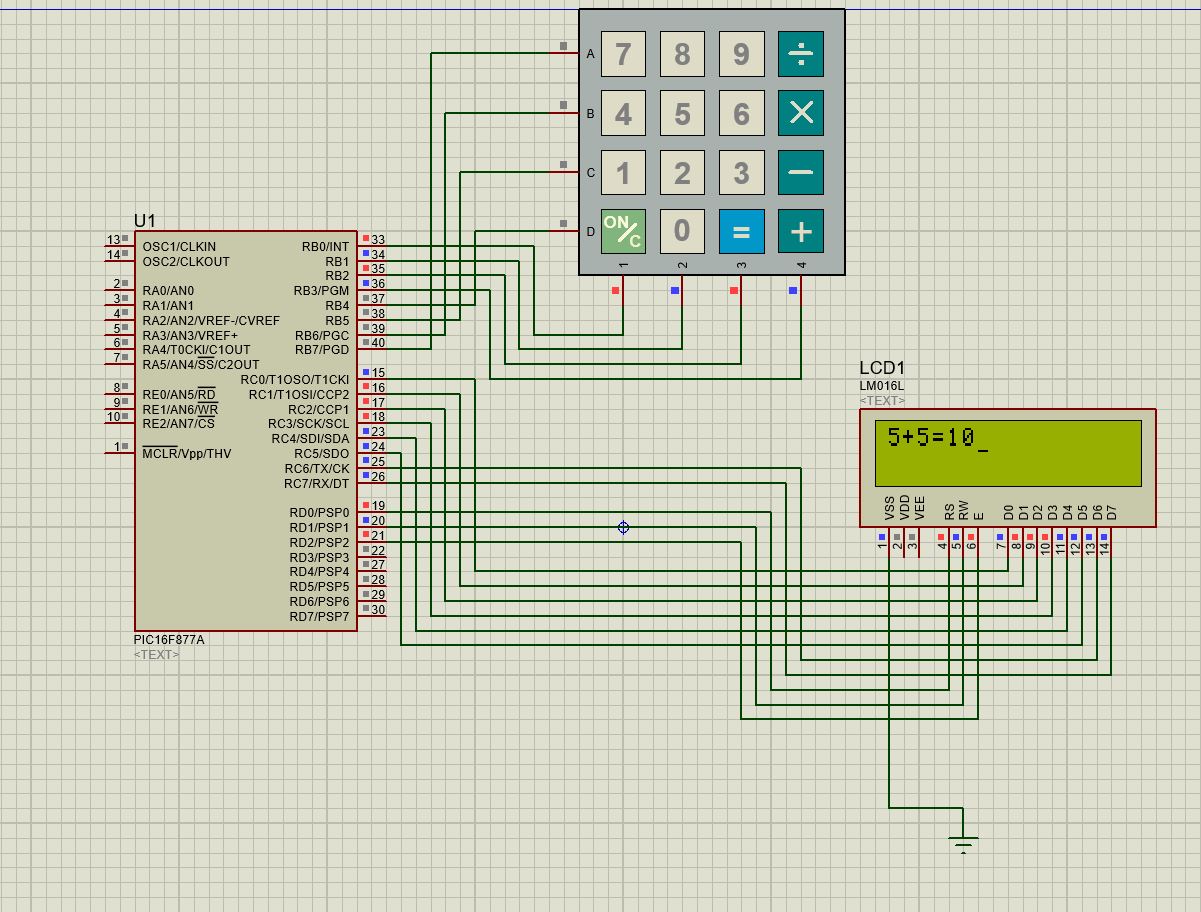 7 8 9 ÷
A
4 5 6 ×
B
1 2 3 −
C
ON/C 0 = +
D
1 2 3 4
U1
13 OSC1/CLKIN
14 OSC2/CLKOUT
2 RA0/AN0
3 RA1/AN1
4 RA2/AN2/VREF-/CVREF
5 RA3/AN3/VREF+
6 RA4/T0CKI/C1OUT
7 RA5/AN4/SS/C2OUT
8 RE0/AN5/RD
9 RE1/AN6/WR
10 RE2/AN7/CS
1 MCLR/Vpp/THV
RB0/INT 33
RB1 34
RB2 35
RB3/PGM 36
RB4 37
RB5 38
RB6/PGC 39
RB7/PGD 40
RC0/T1OSO/T1CKI 15
RC1/T1OSI/CCP2 16
RC2/CCP1 17
RC3/SCK/SCL 18
RC4/SDI/SDA 23
RC5/SDO 24
RC6/TX/CK 25
RC7/RX/DT 26
RD0/PSP0 19
RD1/PSP1 20
RD2/PSP2 21
RD3/PSP3 22
RD4/PSP4 27
RD5/PSP5 28
RD6/PSP6 29
RD7/PSP7 30
PIC16F877A
<TEXT>
LCD1
LM016L
<TEXT>
5+5=10_
VSS VDD VEE RS RW E D0 D1 D2 D3 D4 D5 D6 D7
1 2 3 4 5 6 7 8 9 10 11 12 13 14